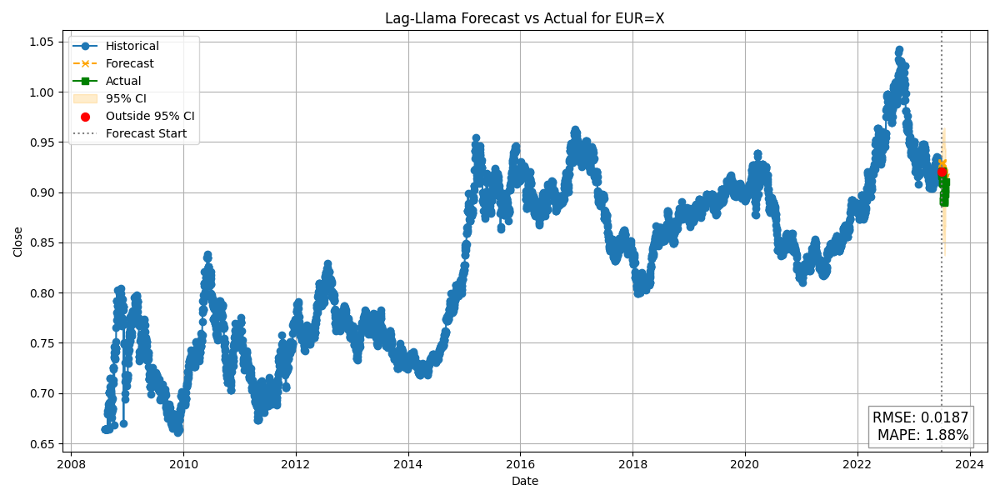 Lag-Llama Forecast vs Actual for EUR=X
Close
1.05
1.00
0.95
0.90
0.85
0.80
0.75
0.70
0.65
Historical
Forecast
Actual
95% CI
Outside 95% CI
Forecast Start
RMSE: 0.0187
MAPE: 1.88%
2008
2010
2012
2014
2016
2018
2020
2022
2024
Date